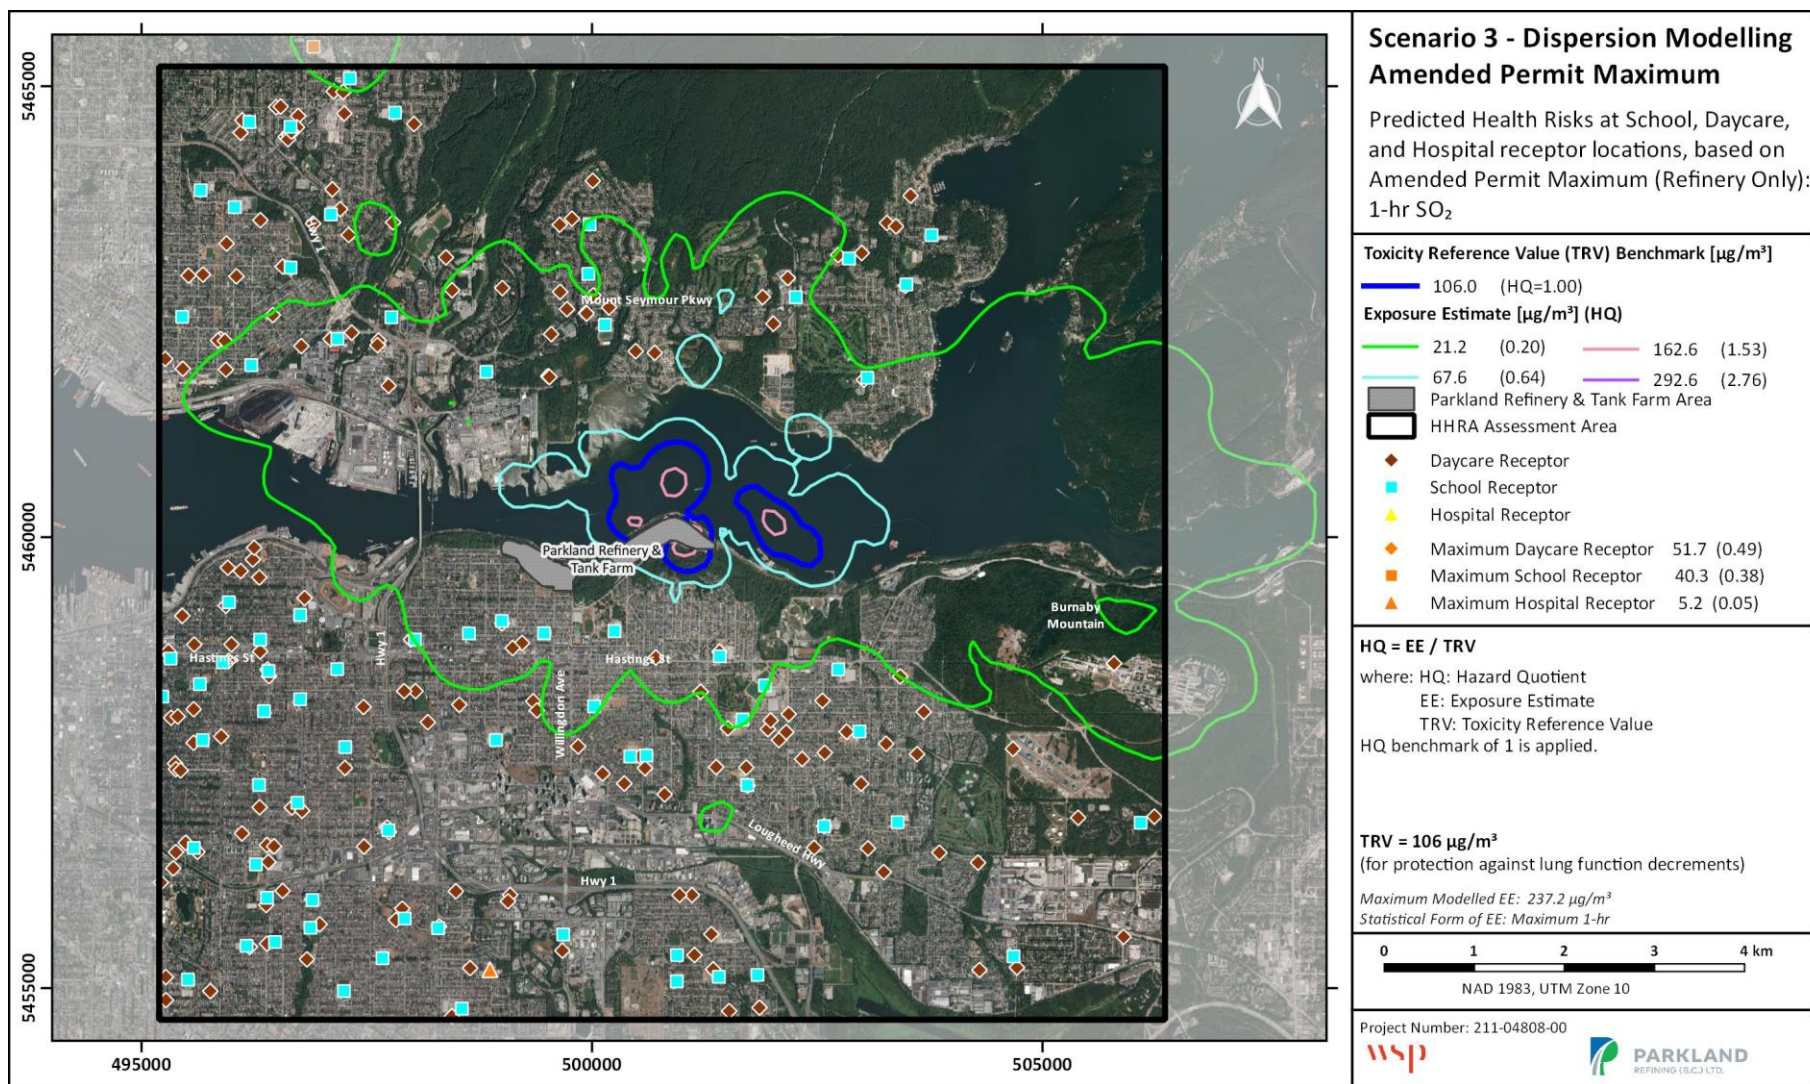 Scenario 3 - Dispersion Modelling
Amended Permit Maximum
Predicted Health Risks at School, Daycare,
and Hospital receptor locations, based on
Amended Permit Maximum (Refinery Only):
1-hr SO₂
Toxicity Reference Value (TRV) Benchmark [µg/m³]
106.0 (HQ=1.00)
Exposure Estimate [µg/m³] (HQ)
21.2 (0.20) 162.6 (1.53)
67.6 (0.64) 292.6 (2.76)
Parkland Refinery & Tank Farm Area
HHRA Assessment Area
Daycare Receptor
School Receptor
Hospital Receptor
Maximum Daycare Receptor 51.7 (0.49)
Maximum School Receptor 40.3 (0.38)
Maximum Hospital Receptor 5.2 (0.05)
HQ = EE / TRV
where: HQ: Hazard Quotient
EE: Exposure Estimate
TRV: Toxicity Reference Value
HQ benchmark of 1 is applied.
TRV = 106 µg/m³
(for protection against lung function decrements)
Maximum Modelled EE: 237.2 µg/m³
Statistical Form of EE: Maximum 1-hr
0 1 2 3 4 km
NAD 1983, UTM Zone 10
Project Number: 211-04808-00
wsp
PARKLAND
REFINING (B.C.) LTD.
N
5465000
5460000
5455000
495000
500000
505000
Hwy 1
Mount Seymour Pkwy
Parkland Refinery &
Tank Farm
Burnaby
Mountain
Hastings St
Hwy 1
Hastings St
Willingdon Ave
Lougheed Hwy
Hwy 1